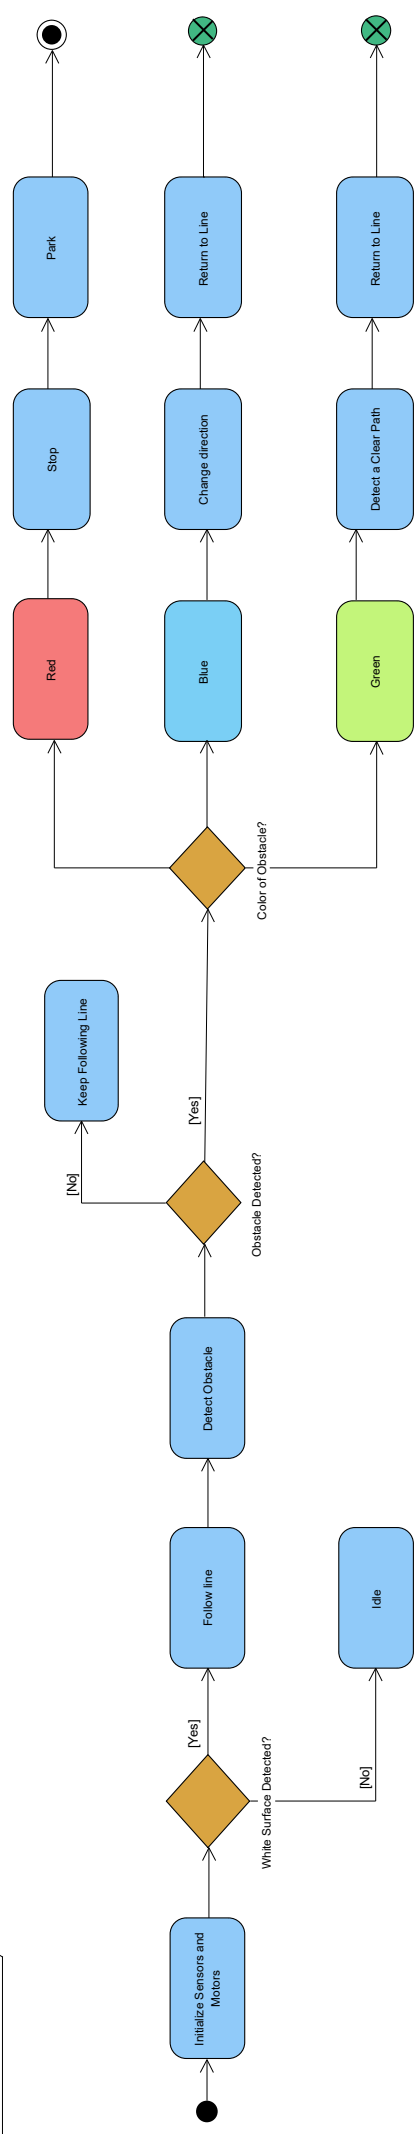 Initialize Sensors and
Motors
White Surface Detected?
[Yes]
[No]
Follow line
Idle
Detect Obstacle
Obstacle Detected?
[No]
[Yes]
Keep Following Line
Color of Obstacle?
Red
Blue
Green
Stop
Change direction
Detect a Clear Path
Park
Return to Line
Return to Line